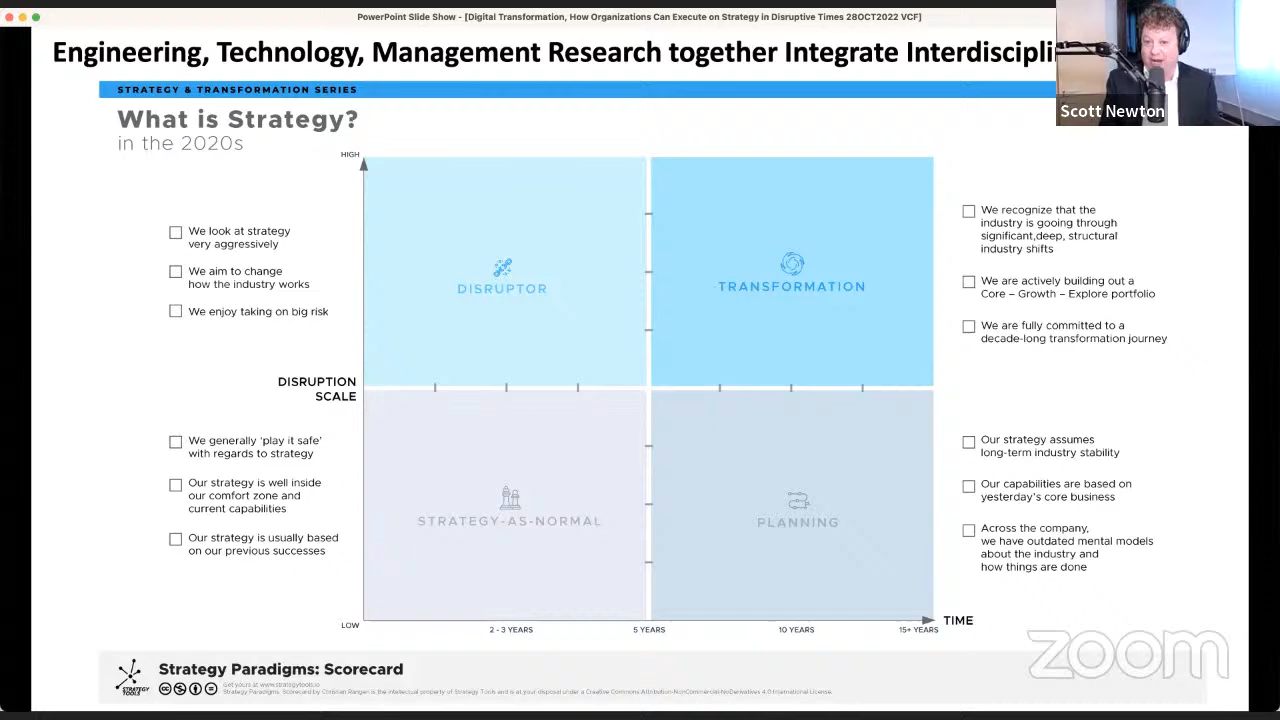 PowerPoint Slide Show - [Digital Transformation, How Organizations Can Execute on Strategy in Disruptive Times 28OCT2022 VCF]
Engineering, Technology, Management Research together Integrate Interdiscipli
Scott Newton
STRATEGY & TRANSFORMATION SERIES
What is Strategy?
in the 2020s
HIGH
We look at strategy
very aggressively
We aim to change
how the industry works
We enjoy taking on big risk
DISRUPTOR
TRANSFORMATION
We recognize that the
industry is gooing through
significant,deep, structural
industry shifts
We are actively building out a
Core – Growth – Explore portfolio
We are fully committed to a
decade-long transformation journey
DISRUPTION
SCALE
We generally ‘play it safe’
with regards to strategy
Our strategy is well inside
our comfort zone and
current capabilities
Our strategy is usually based
on our previous successes
STRATEGY-AS-NORMAL
PLANNING
Our strategy assumes
long-term industry stability
Our capabilities are based on
yesterday's core business
Across the company,
we have outdated mental models
about the industry and
how things are done
LOW
2 - 3 YEARS
5 YEARS
10 YEARS
15+ YEARS
TIME
STRATEGY
TOOLS
Strategy Paradigms: Scorecard
Get yours at www.strategytools.io
Strategy Paradigms: Scorecard by Christian Rangen is the intellectual property of Strategy Tools and is at your disposal under a Creative Commons Attribution-NonCommercial-NoDerivatives 4.0 International License.
zoom